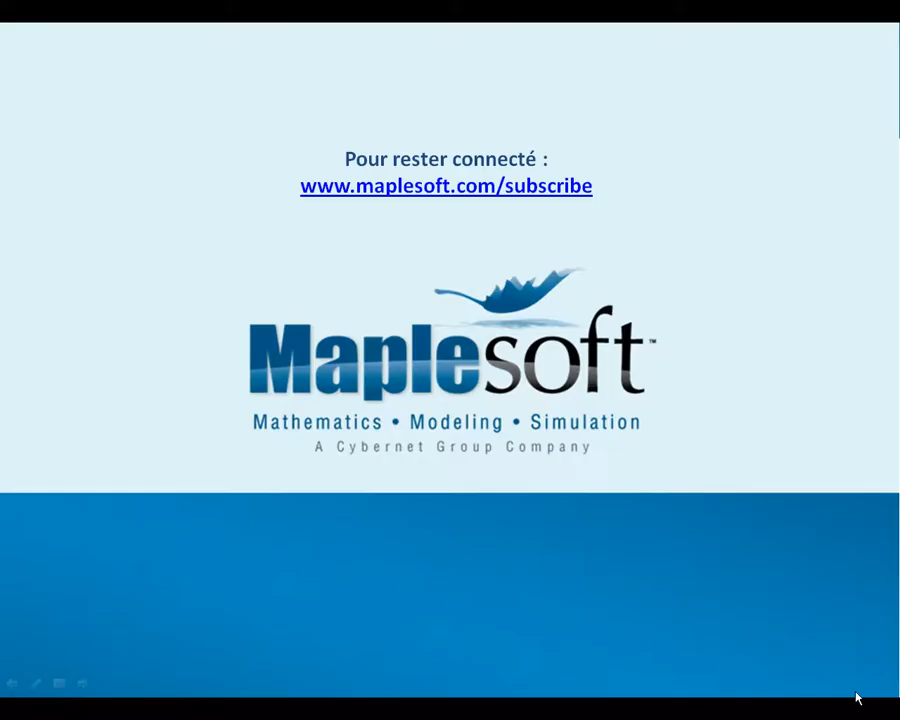 Pour rester connecté :
www.maplesoft.com/subscribe
Maplesoft™
Mathematics • Modeling • Simulation
A Cybernet Group Company